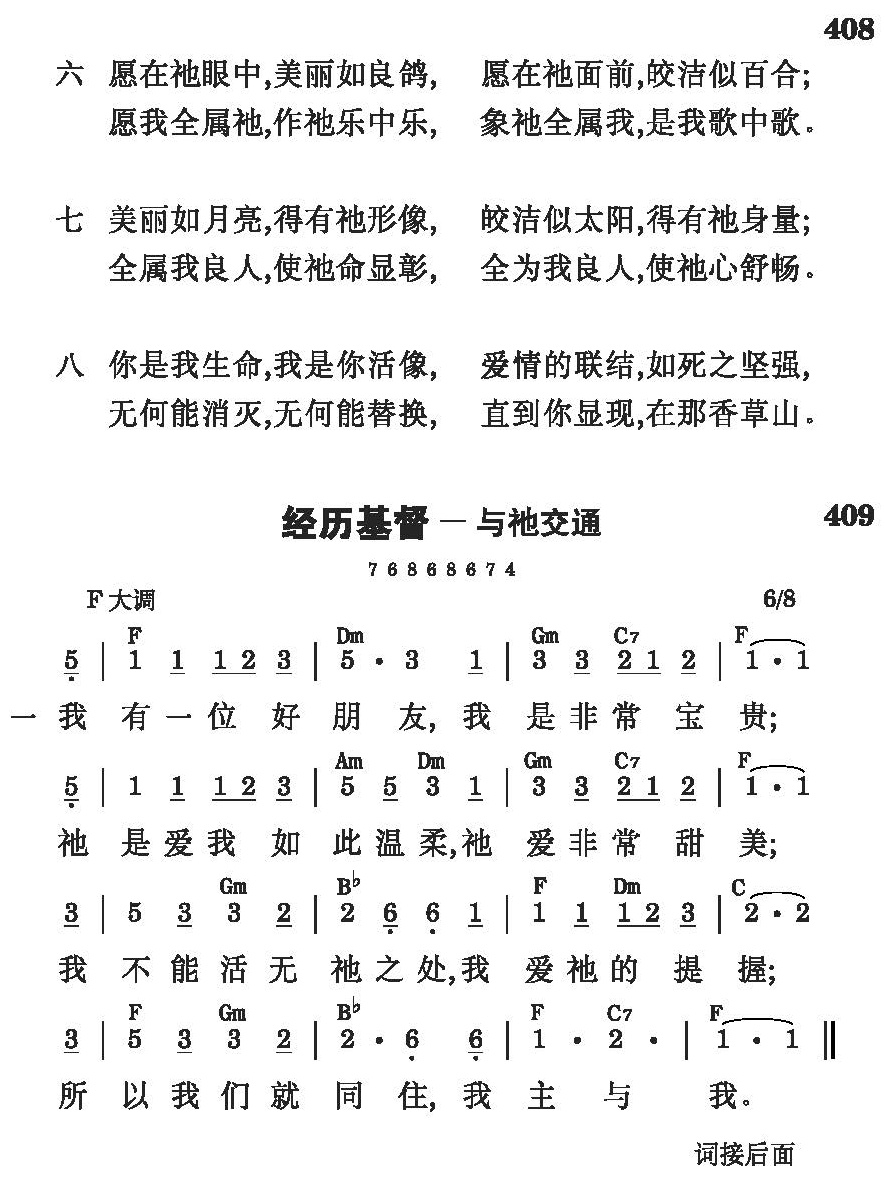 408
六 愿在祂眼中,美丽如良鸽, 愿在祂面前,皎洁似百合;
愿我全属祂,作祂乐中乐, 象祂全属我,是我歌中歌。
七 美丽如月亮,得有祂形像, 皎洁似太阳,得有祂身量;
全属我良人,使祂命显彰, 全为我良人,使祂心舒畅。
八 你是我生命,我是你活像, 爱情的联结,如死之坚强,
无何能消灭,无何能替换, 直到你显现,在那香草山。
经历基督 — 与祂交通 409
7 6 8 6 8 6 7 4
F 大调 6/8
F Dm Gm C7 F
5 | 1 1 1 2 3 | 5 · 3 1 | 3 3 2 1 2 | 1 · 1
一 我 有 一 位 好 朋 友, 我 是 非 常 宝 贵;
Am Dm Gm C7 F
5 | 1 1 1 2 3 | 5 5 3 1 | 3 3 2 1 2 | 1 · 1
祂 是 爱 我 如 此 温 柔,祂 爱 非 常 甜 美;
Gm B♭ F Dm C
3 | 5 3 3 2 | 2 6 6 1 | 1 1 1 2 3 | 2 · 2
我 不 能 活 无 祂 之 处,我 爱 祂 的 提 握;
F Gm B♭ F C7 F
3 | 5 3 3 2 | 2 · 6 6 | 1 · 2 · | 1 · 1 ‖
所 以 我 们 就 同 住, 我 主 与 我。
词接后面